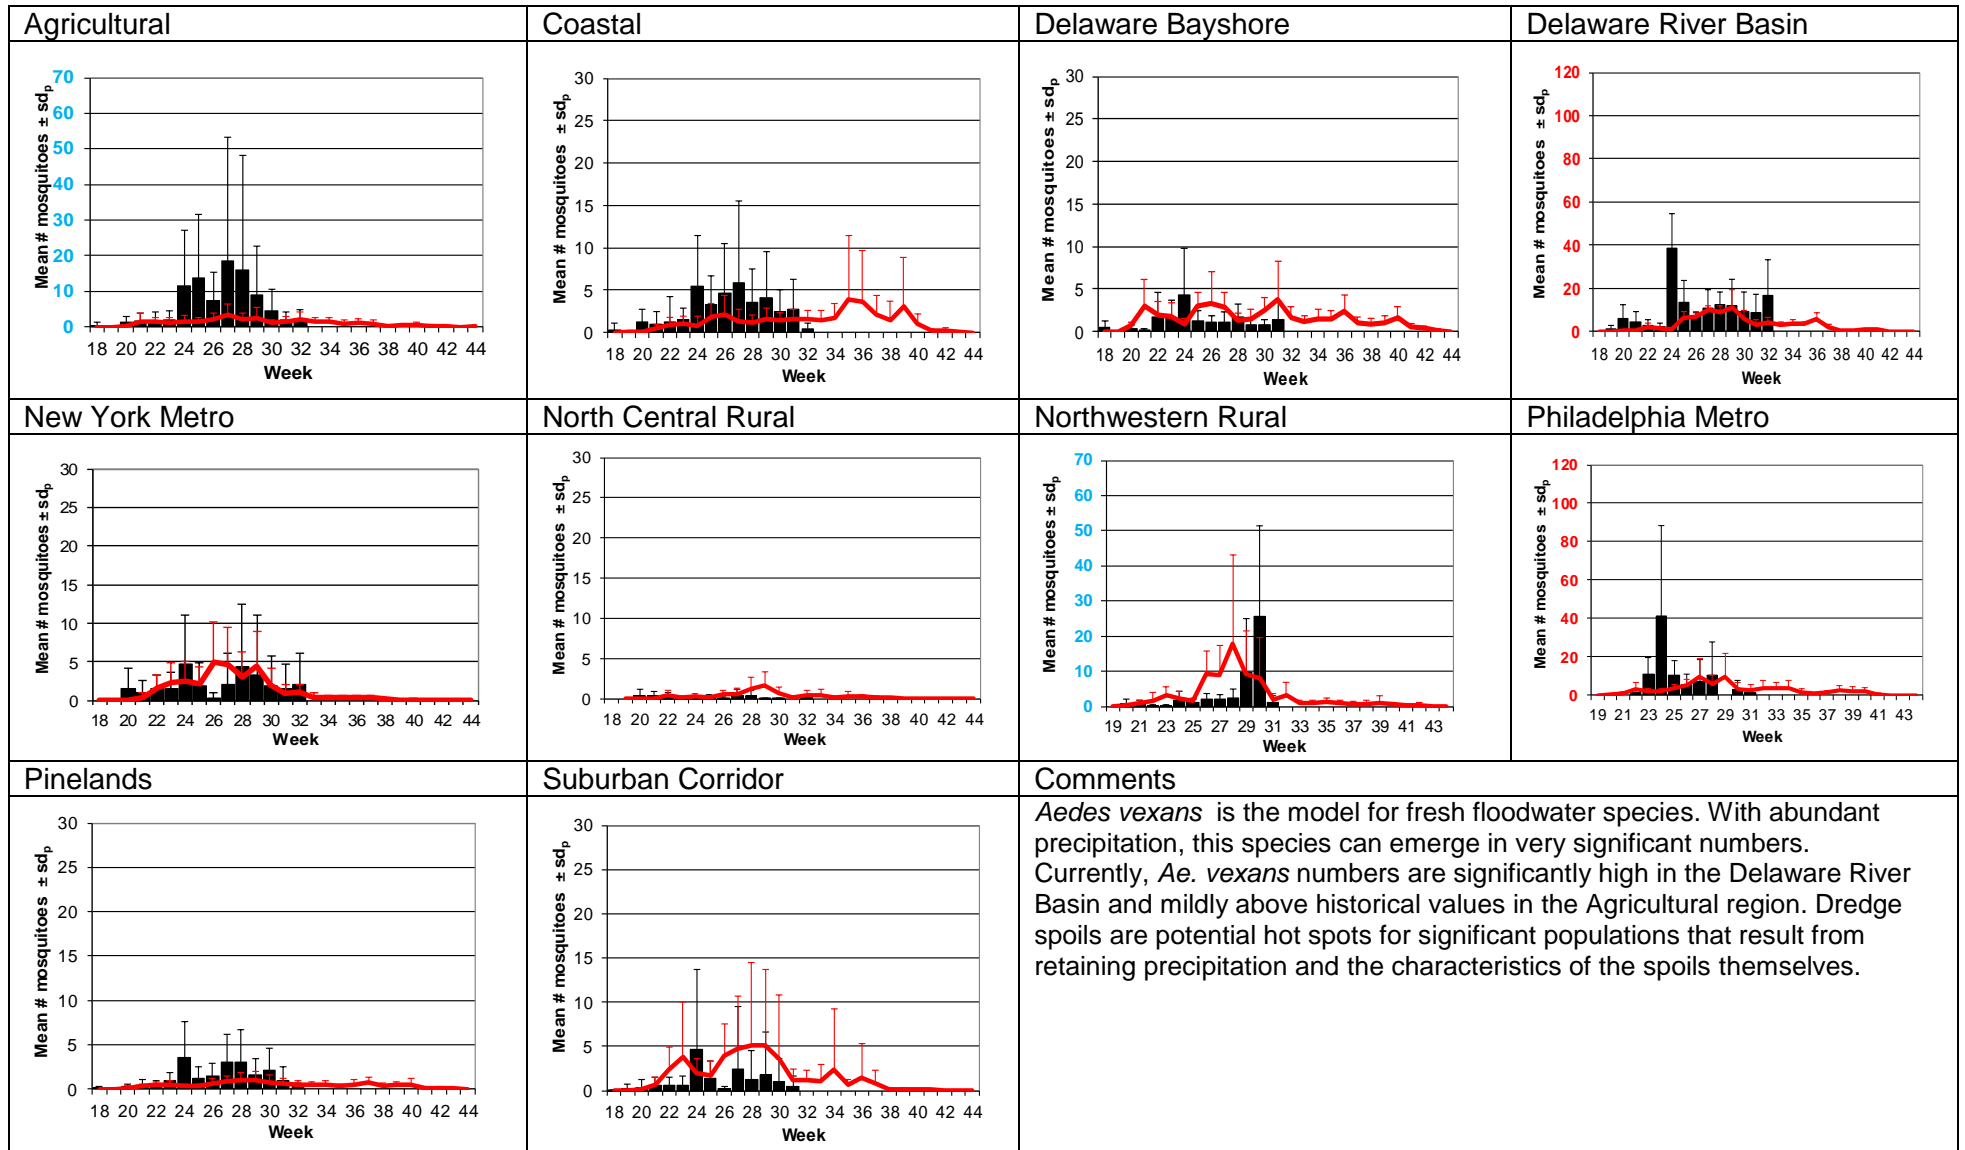 Agricultural
70
60
50
40
30
20
10
0
18 20 22 24 26 28 30 32 34 36 38 40 42 44
Mean # mosquitoes ± sdp
Week
Coastal
30
25
20
15
10
5
0
18 20 22 24 26 28 30 32 34 36 38 40 42 44
Mean # mosquitoes ± sdp
Week
Delaware Bayshore
30
25
20
15
10
5
0
18 20 22 24 26 28 30 32 34 36 38 40 42 44
Mean # mosquitoes ± sdp
Week
Delaware River Basin
120
100
80
60
40
20
0
18 20 22 24 26 28 30 32 34 36 38 40 42 44
Mean # mosquitoes ± sdp
Week
New York Metro
30
25
20
15
10
5
0
18 20 22 24 26 28 30 32 34 36 38 40 42 44
Mean # mosquitoes ± sdp
Week
North Central Rural
30
25
20
15
10
5
0
18 20 22 24 26 28 30 32 34 36 38 40 42 44
Mean # mosquitoes ± sdp
Week
Northwestern Rural
70
60
50
40
30
20
10
0
19 21 23 25 27 29 31 33 35 37 39 41 43
Mean # mosquitoes ± sdp
Week
Philadelphia Metro
120
100
80
60
40
20
0
19 21 23 25 27 29 31 33 35 37 39 41 43
Mean # mosquitoes ± sdp
Week
Pinelands
30
25
20
15
10
5
0
18 20 22 24 26 28 30 32 34 36 38 40 42 44
Mean # mosquitoes ± sdp
Week
Suburban Corridor
30
25
20
15
10
5
0
18 20 22 24 26 28 30 32 34 36 38 40 42 44
Mean # mosquitoes ± sdp
Week
Comments
Aedes vexans is the model for fresh floodwater species. With abundant
precipitation, this species can emerge in very significant numbers.
Currently, Ae. vexans numbers are significantly high in the Delaware River
Basin and mildly above historical values in the Agricultural region. Dredge
spoils are potential hot spots for significant populations that result from
retaining precipitation and the characteristics of the spoils themselves.